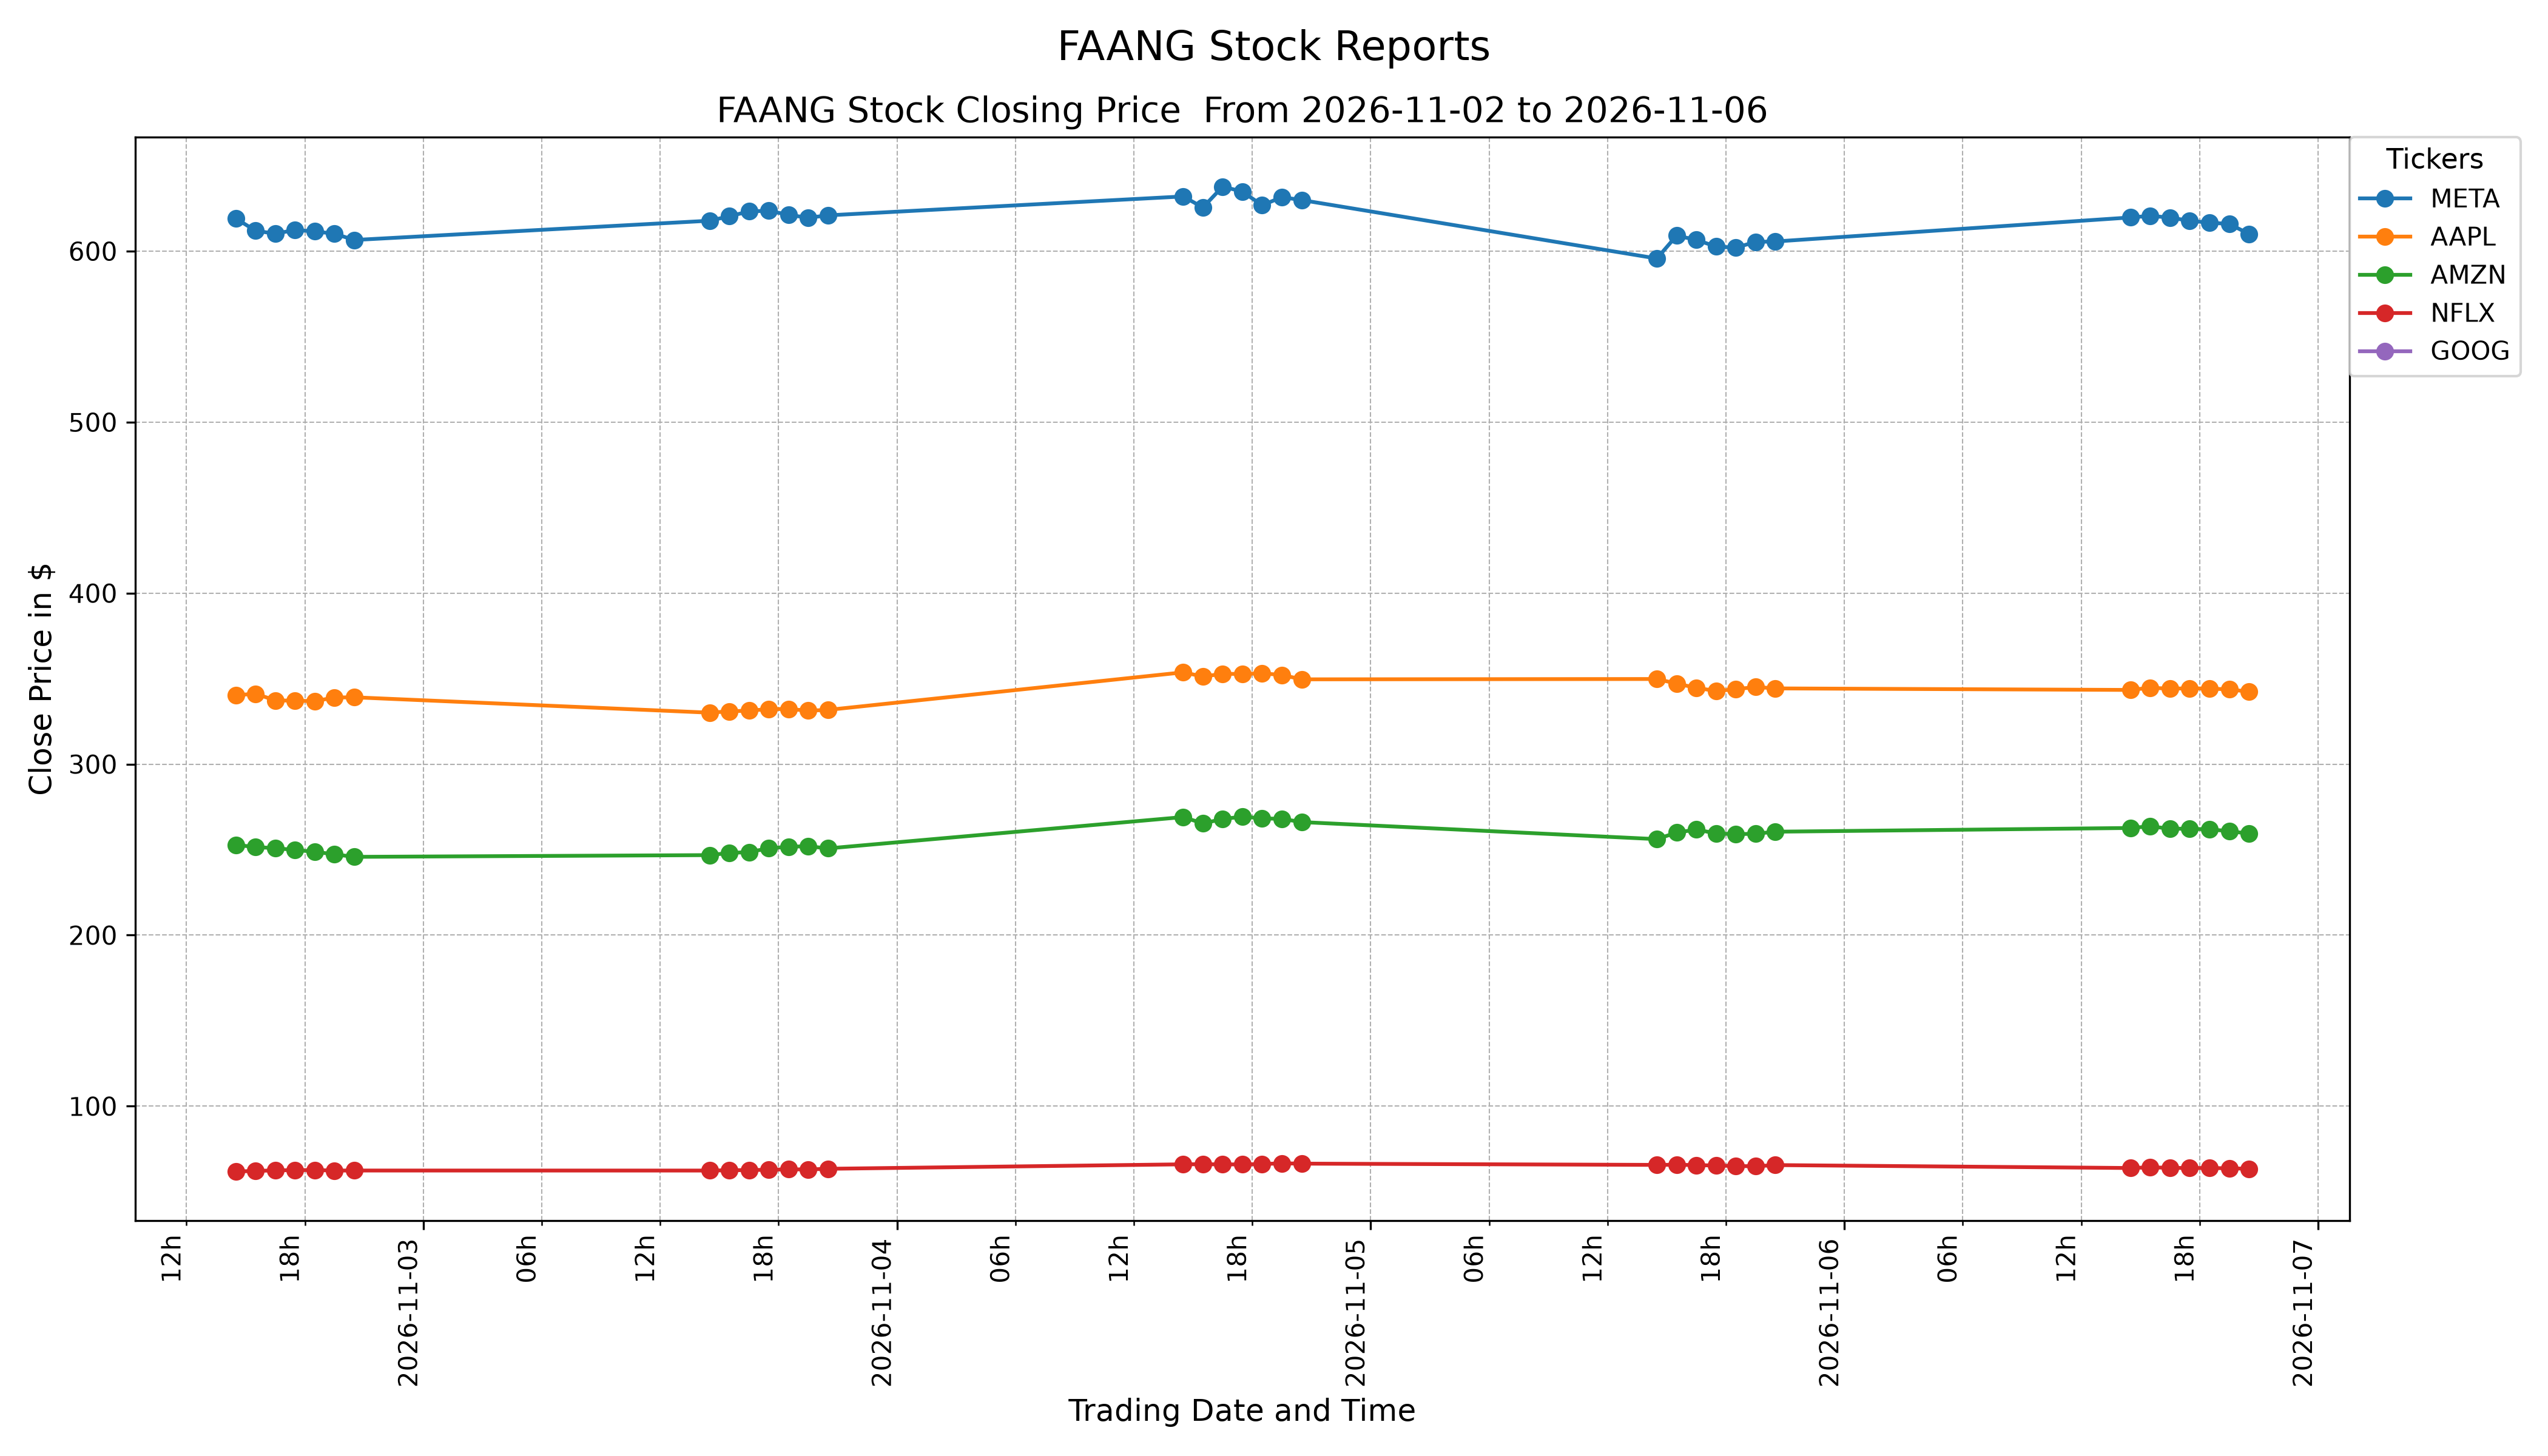 FAANG Stock Reports
FAANG Stock Closing Price  From 2026-11-02 to 2026-11-06
Tickers
META
AAPL
AMZN
NFLX
GOOG
Close Price in $
600
500
400
300
200
100
12h
18h
2026-11-03
06h
12h
18h
2026-11-04
06h
12h
18h
2026-11-05
06h
12h
18h
2026-11-06
06h
12h
18h
2026-11-07
Trading Date and Time